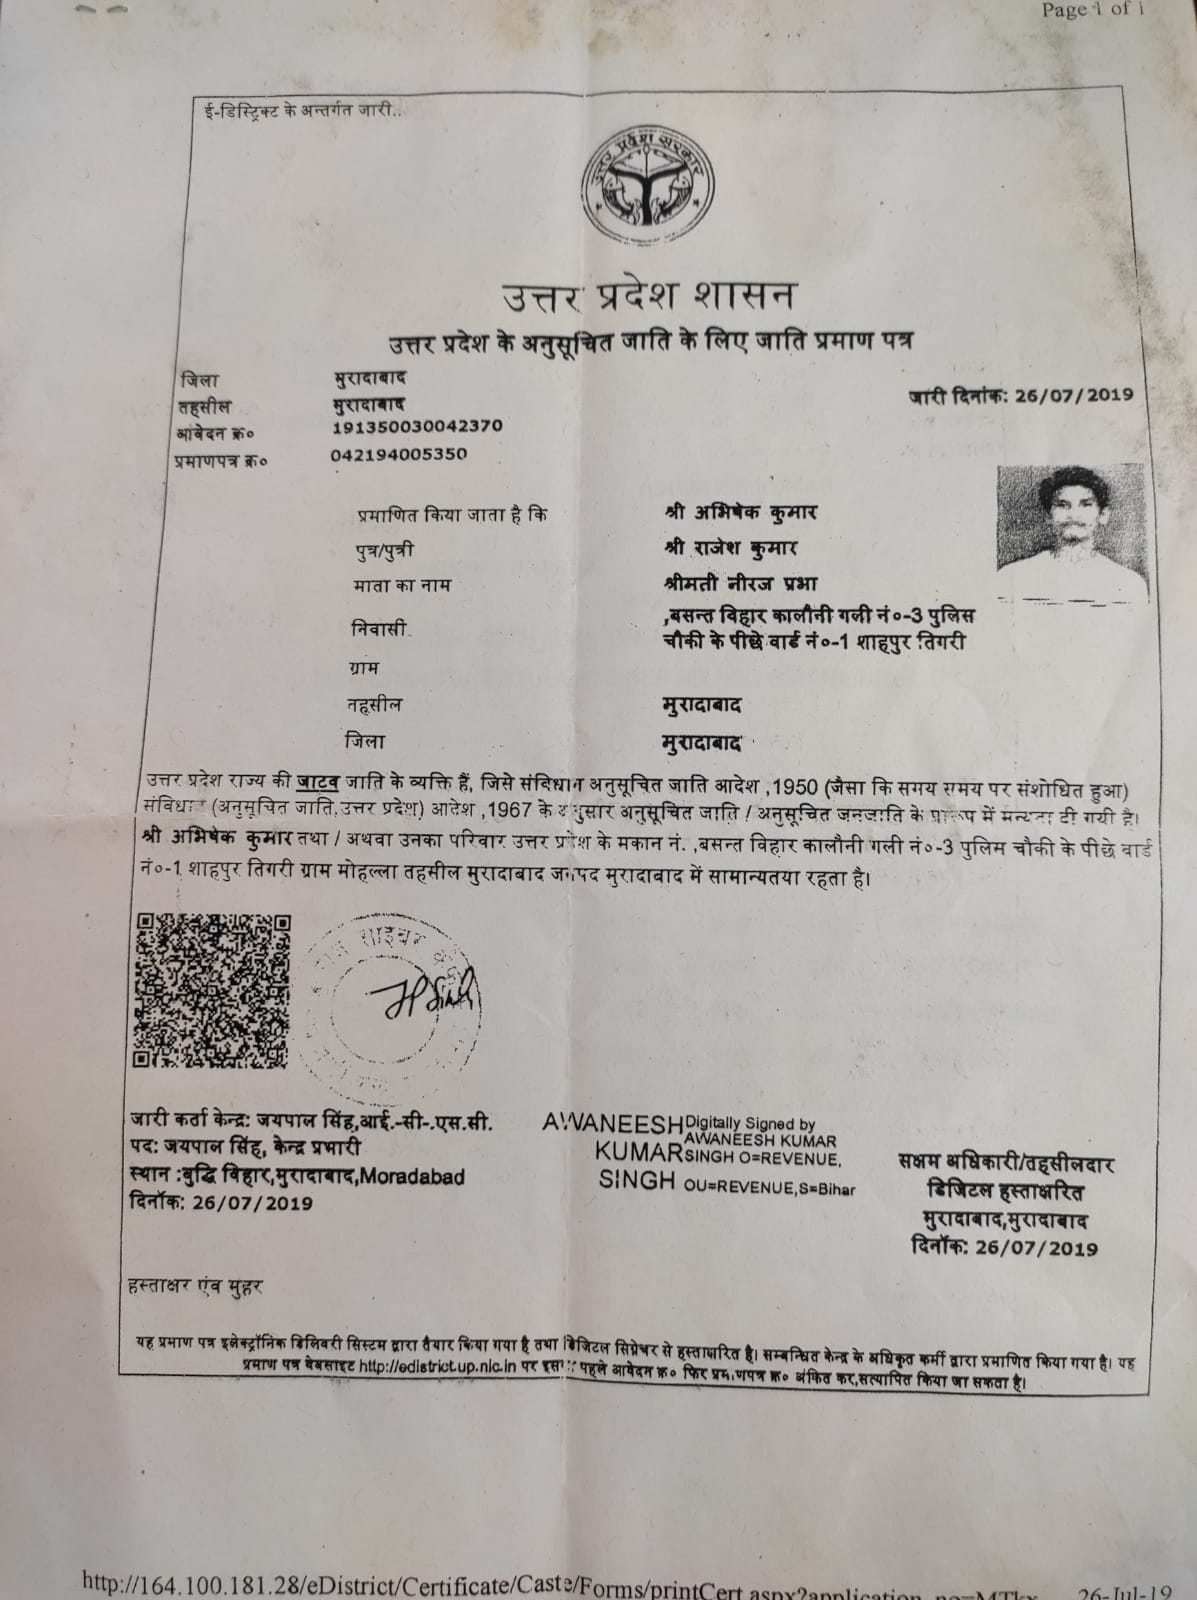 Page 1 of 1
ई-डिस्ट्रिक्ट के अन्तर्गत जारी..
उत्तर प्रदेश सरकार
उत्तर प्रदेश शासन
उत्तर प्रदेश के अनुसूचित जाति के लिए जाति प्रमाण पत्र
जिला मुरादाबाद
तहसील मुरादाबाद
जारी दिनांक: 26/07/2019
आवेदन क्र० 191350030042370
प्रमाणपत्र क्र० 042194005350
प्रमाणित किया जाता है कि श्री अभिषेक कुमार
पुत्र/पुत्री श्री राजेश कुमार
माता का नाम श्रीमती नीरज प्रभा
निवासी ,बसन्त विहार कालौनी गली नं०-3 पुलिस
चौकी के पीछे वार्ड नं०-1 शाहपुर तिगरी
ग्राम
तहसील मुरादाबाद
जिला मुरादाबाद
उत्तर प्रदेश राज्य की जाटव जाति के व्यक्ति हैं, जिसे संविधान अनुसूचित जाति आदेश ,1950 (जैसा कि समय समय पर संशोधित हुआ)
(अनुसूचित जाति,उत्तर प्रदेश) आदेश ,1967 के अनुसार अनुसूचित जाति / अनुसूचित जनजाति के में मन्यता दी गयी है।
श्री अभिषेक कुमार तथा / अथवा उनका परिवार उत्तर प्रदेश के मकान नं. ,बसन्त विहार कालौनी गली नं०-3 पुलिस चौकी के पीछे वार्ड
नं०-1 शाहपुर तिगरी ग्राम मोहल्ला तहसील मुरादाबाद जनपद मुरादाबाद में सामान्यतया रहता है।
साइबर
जारी कर्ता केन्द्र: जयपाल सिंह,आई.-सी-.एस.सी.
पद: जयपाल सिंह, केन्द्र प्रभारी
स्थान :बुद्धि विहार,मुरादाबाद,Moradabad
दिनॉक: 26/07/2019
AWANEESH
KUMAR
SINGH
Digitally Signed by
AWANEESH KUMAR
SINGH O=REVENUE,
OU=REVENUE,S=Bihar
सक्षम अधिकारी/तहसीलदार
डिजिटल हस्ताक्षरित
मुरादाबाद,मुरादाबाद
दिनॉक: 26/07/2019
हस्ताक्षर एंव मुहर
यह प्रमाण पत्र इलेक्ट्रॉनिक डिलिवरी सिस्टम द्वारा तैयार किया गया है तथा डिजिटल सिग्नेचर से हस्ताक्षरित है। सम्बन्धित केन्द्र के अधिकृत कर्मी द्वारा प्रमाणित किया गया है। यह
प्रमाण पत्र वेबसाइट http://edistrict.up.nic.in पर पहले आवेदन क्र० फिर प्रमाणपत्र क्र० अंकित कर,सत्यापित किया जा सकता है।
http://164.100.181.28/eDistrict/Certificate/Caste/Forms/printCert.aspx?application_no=MTkx 26-Jul-19